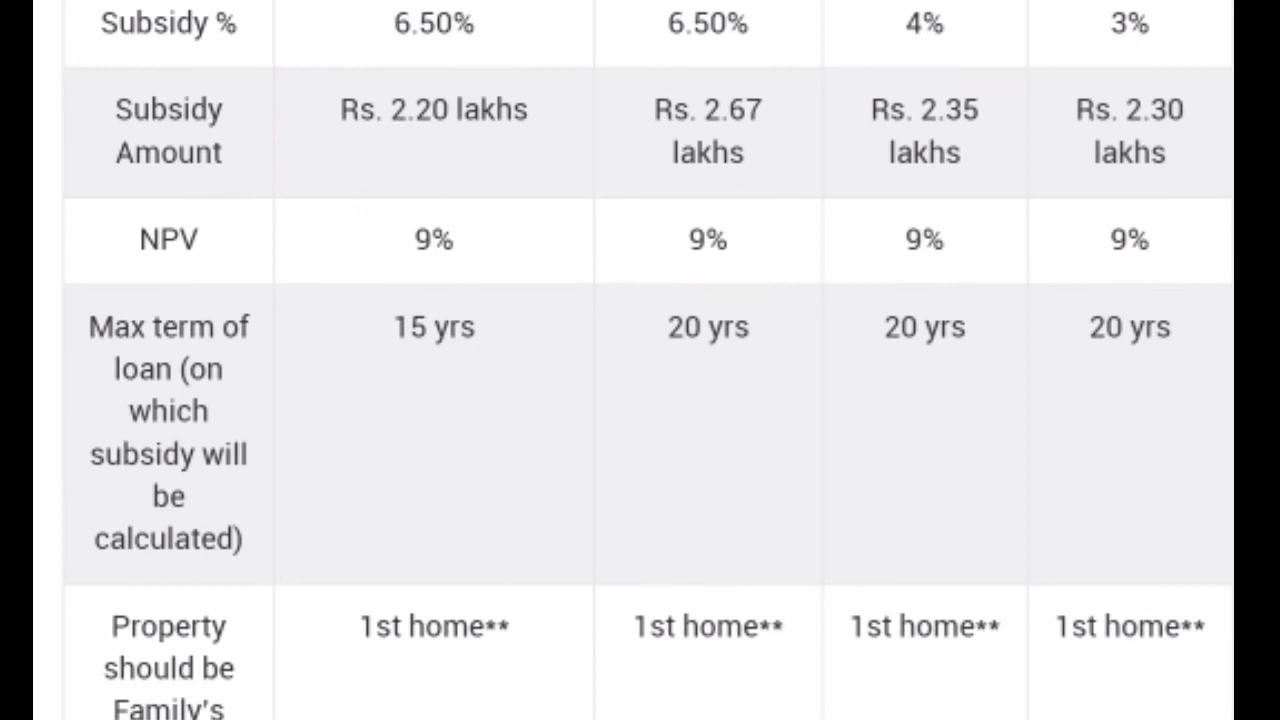 Subsidy % 6.50% 6.50% 4% 3%
Subsidy Rs. 2.20 lakhs Rs. 2.67 Rs. 2.35 Rs. 2.30
Amount lakhs lakhs lakhs
NPV 9% 9% 9% 9%
Max term of 15 yrs 20 yrs 20 yrs 20 yrs
loan (on
which
subsidy will
be
calculated)
Property 1st home** 1st home** 1st home** 1st home**
should be
Family's